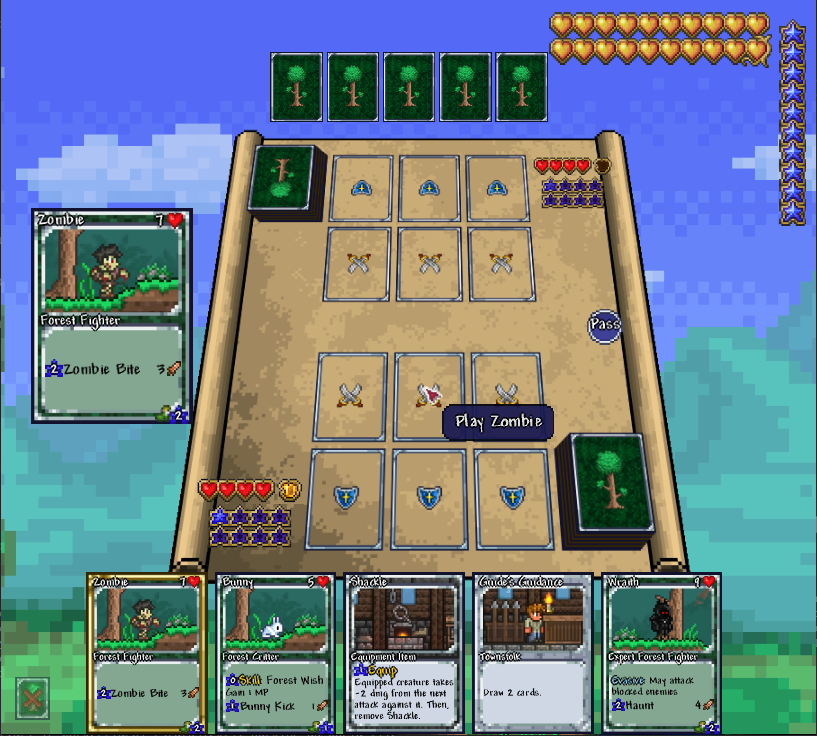 Zombie 7
Forest Fighter
2 Zombie Bite 3
2
Pass
Play Zombie
Zombie 7
Forest Fighter
2 Zombie Bite 3
2
Bunny 5
Forest Critter
0 Skill: Forest Wish
Gain 1 MP
1 Bunny Kick 1
1
Shackle
Equipment Item
1 Equip
Equipped creature takes
-2 dmg from the next
attack against it. Then,
remove Shackle.
Guide's Guidance
Townsfolk
Draw 2 cards.
Wraith 9
Expert Forest Fighter
Evasive: May attack
blocked enemies
2 Haunt 4
2